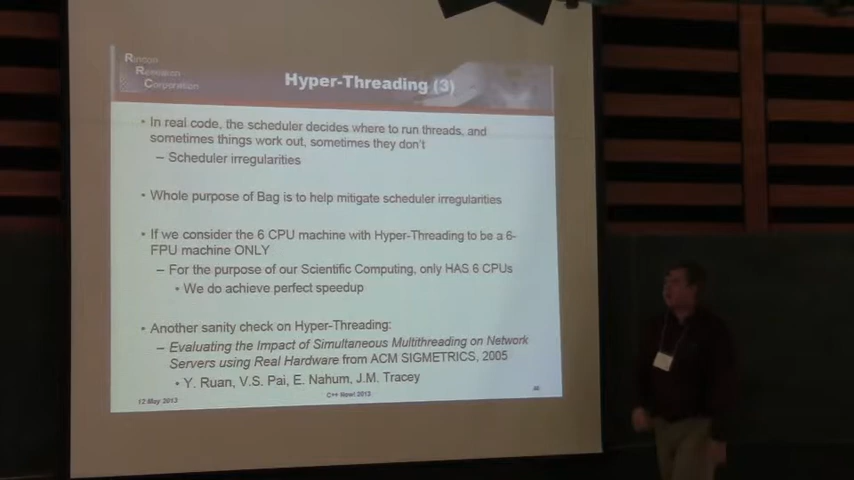 Rincon
Research
Corporation
Hyper-Threading (3)
• In real code, the scheduler decides where to run threads, and
sometimes things work out, sometimes they don't
– Scheduler irregularities
• Whole purpose of Bag is to help mitigate scheduler irregularities
• If we consider the 6 CPU machine with Hyper-Threading to be a 6-
FPU machine ONLY
– For the purpose of our Scientific Computing, only HAS 6 CPUs
• We do achieve perfect speedup
• Another sanity check on Hyper-Threading:
– Evaluating the Impact of Simultaneous Multithreading on Network
Servers using Real Hardware from ACM SIGMETRICS, 2005
• Y. Ruan, V.S. Pai, E. Nahum, J.M. Tracey
12 May 2013
C++ Now! 2013